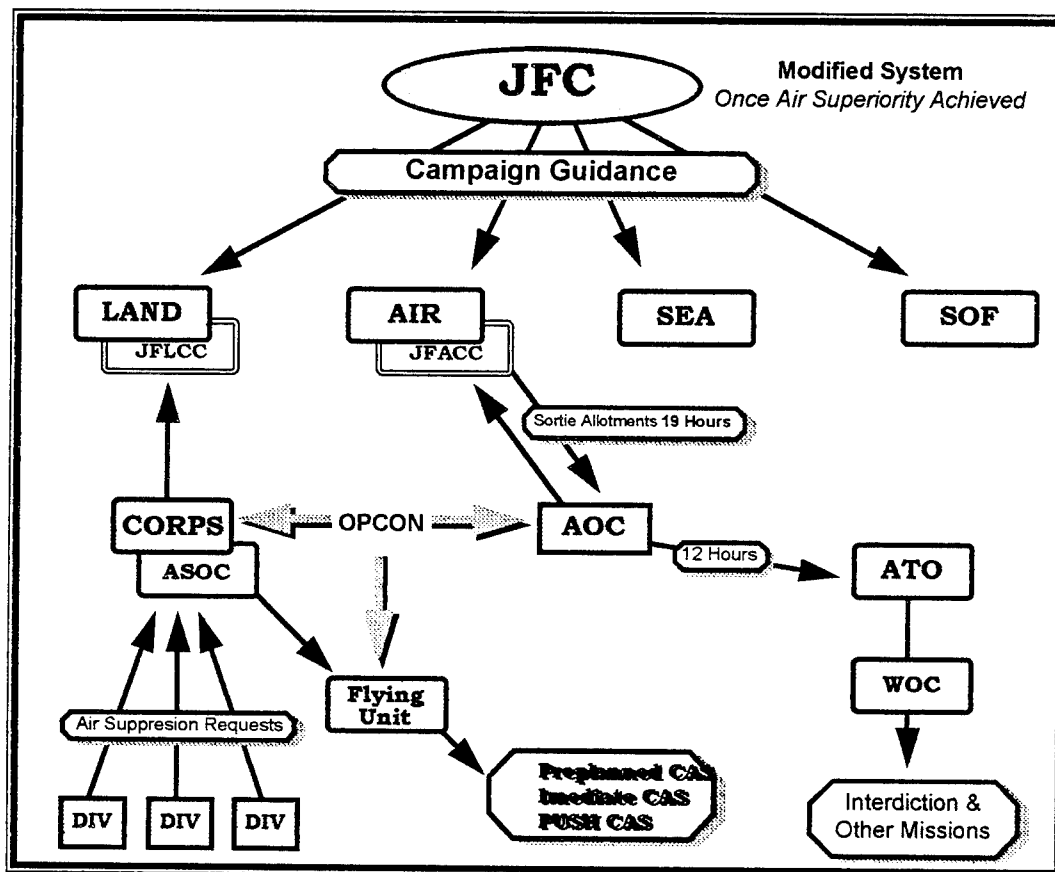 JFC
Modified System
Once Air Superiority Achieved
Campaign Guidance
LAND
JFLCC
AIR
JFACC
SEA
SOF
Sortie Allotments 19 Hours
CORPS
ASOC
OPCON
AOC
12 Hours
ATO
Flying
Unit
WOC
Air Suppresion Requests
Preplanned CAS
Imediate CAS
PUSH CAS
DIV
DIV
DIV
Interdiction &
Other Missions